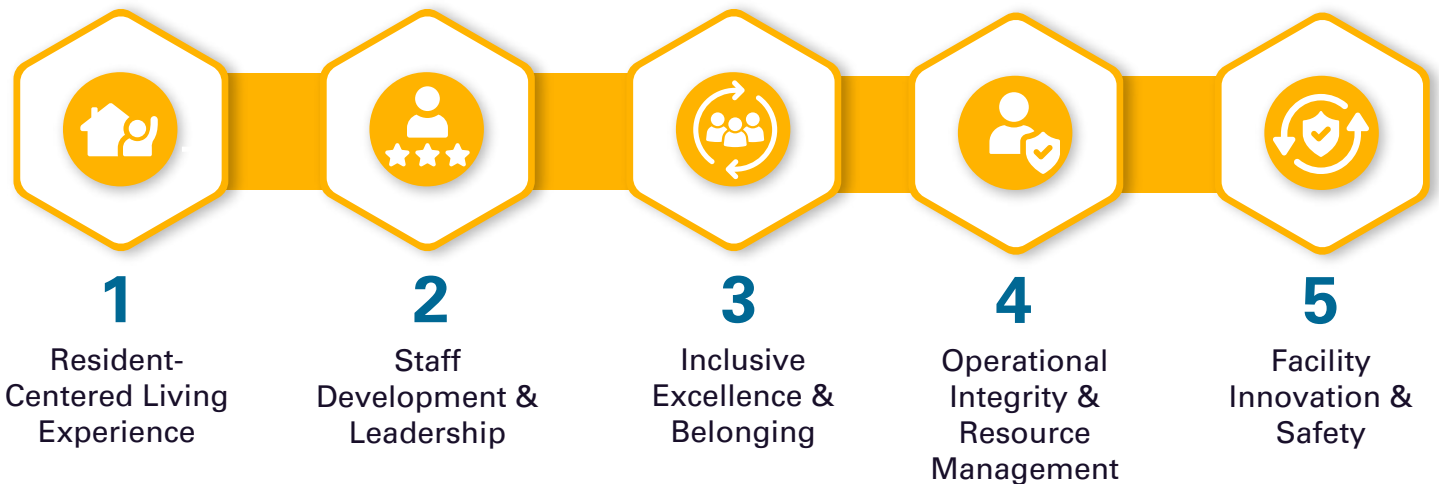 1
Resident-
Centered Living
Experience
2
Staff
Development &
Leadership
3
Inclusive
Excellence &
Belonging
4
Operational
Integrity &
Resource
Management
5
Facility
Innovation &
Safety